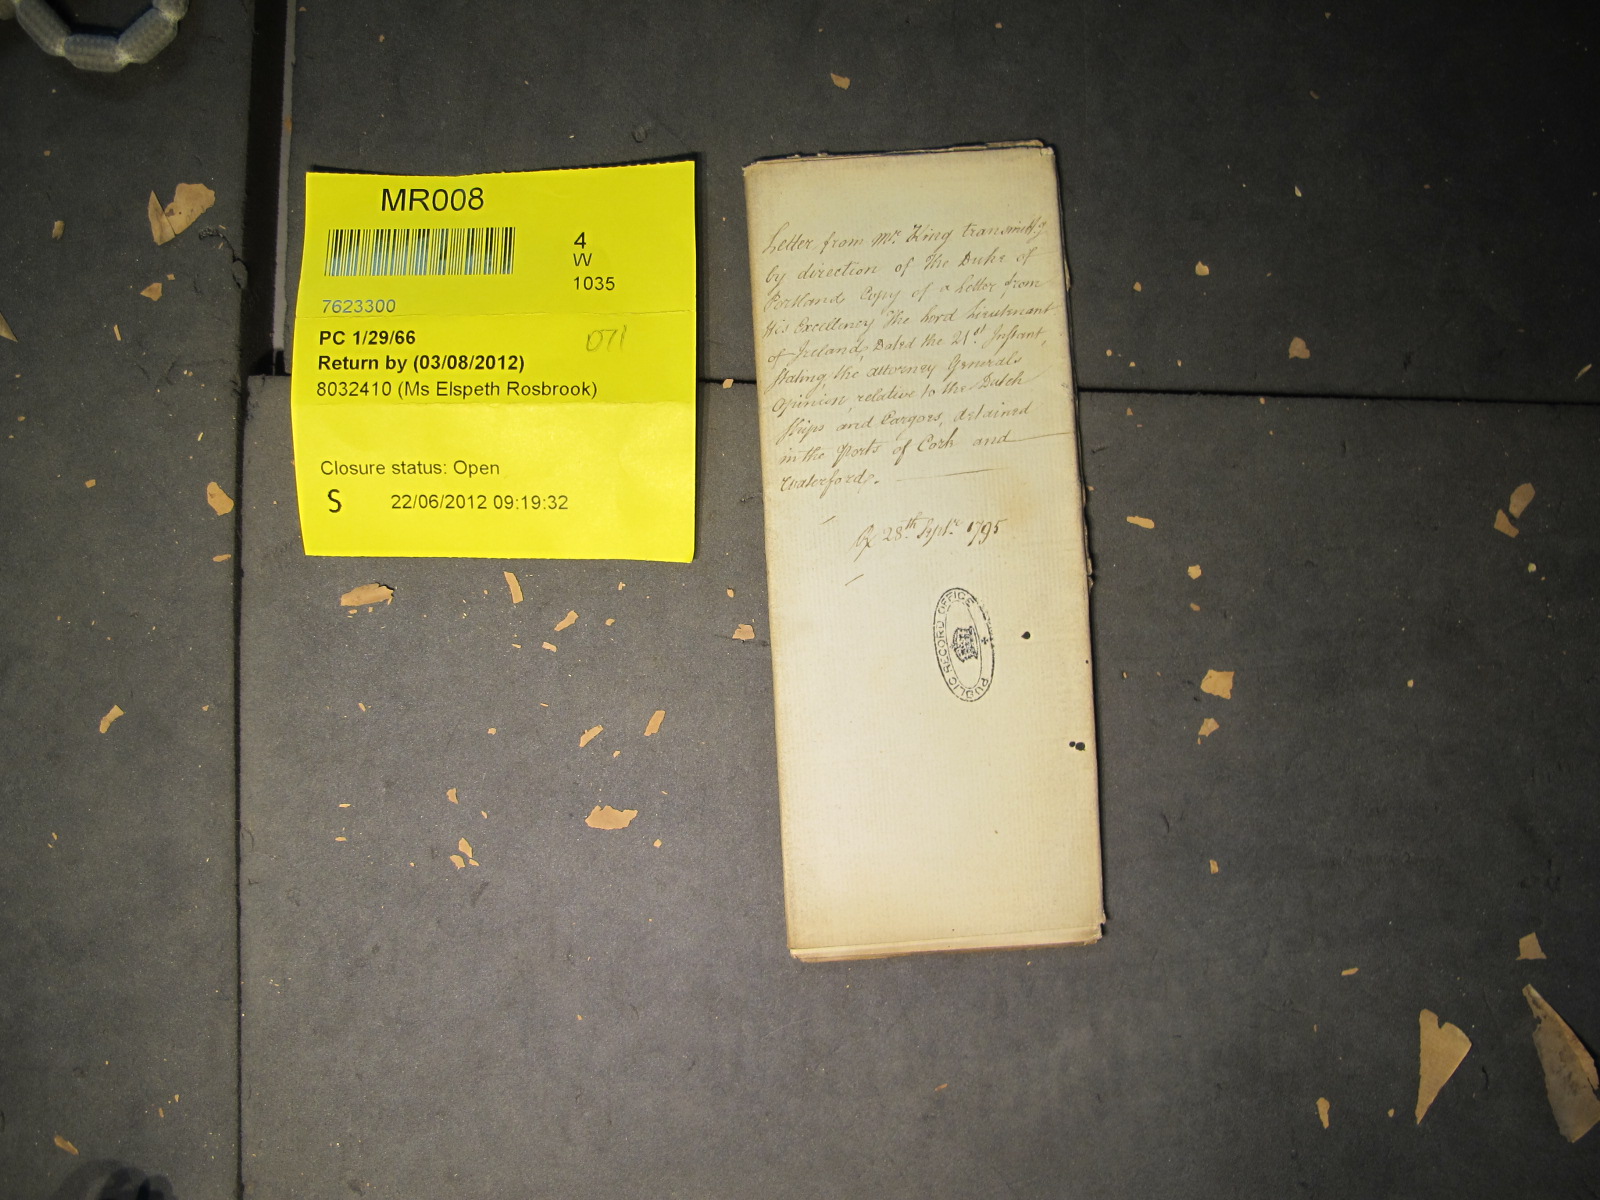 MR008
4
W
1035
7623300
PC 1/29/66
071
Return by (03/08/2012)
8032410 (Ms Elspeth Rosbrook)
Closure status: Open
S 22/06/2012 09:19:32
Letter from Mr. King transmittg
by direction of The Duke of
Portland Copy of a Letter from
His Excellency The Lord Lieutenant
of Ireland, Dated the 21st Instant,
stating, the attorney Generals
Opinion, relative to the Dutch
ships and Cargoes, detained
in the Ports of Cork and
Waterford.
28th Septr 1795
PUBLIC RECORD OFFICE